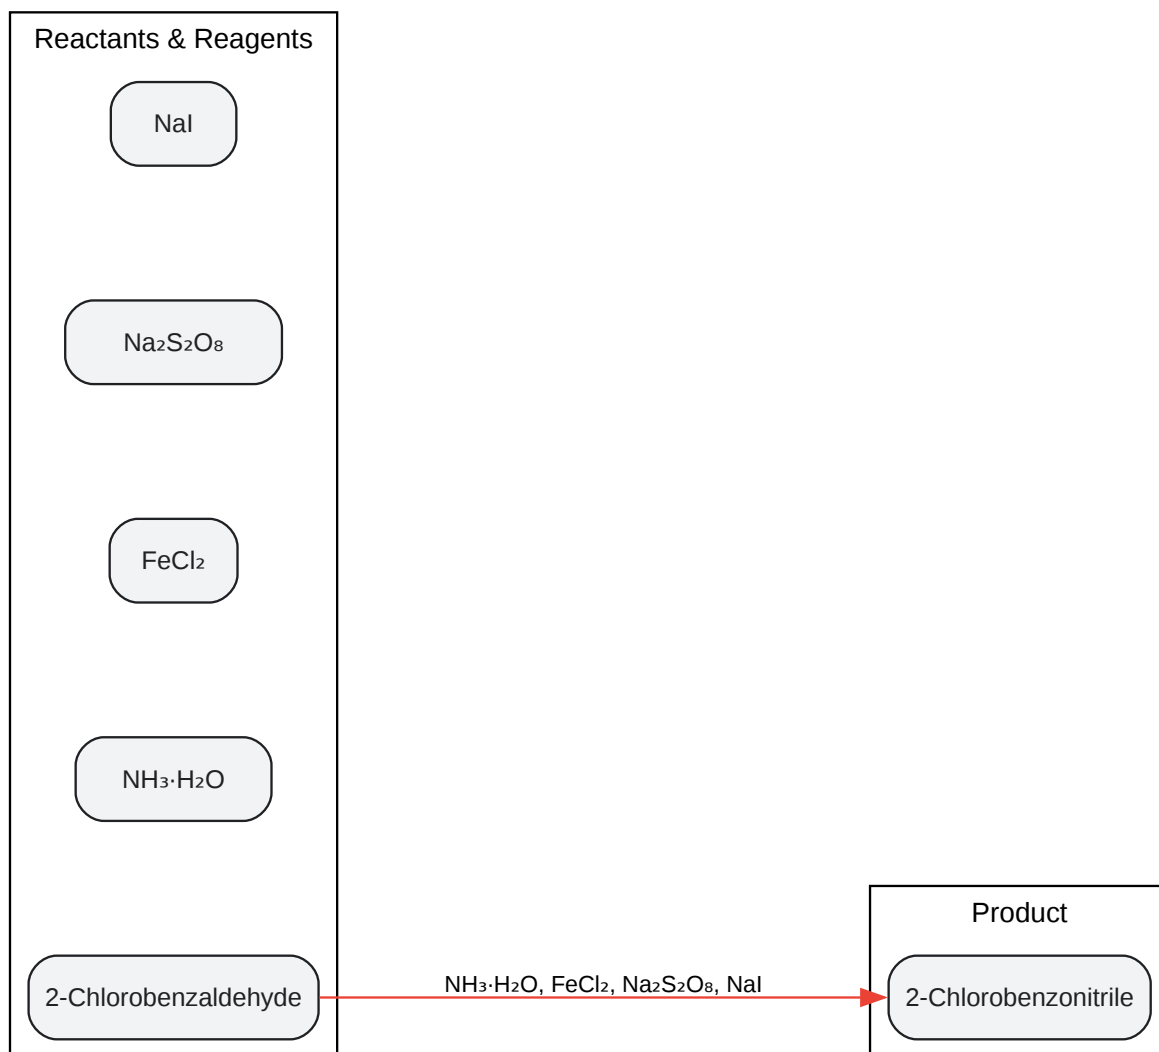 Reactants & Reagents
NaI
Na₂S₂O₈
FeCl₂
NH₃·H₂O
2-Chlorobenzaldehyde
NH₃·H₂O, FeCl₂, Na₂S₂O₈, NaI
Product
2-Chlorobenzonitrile